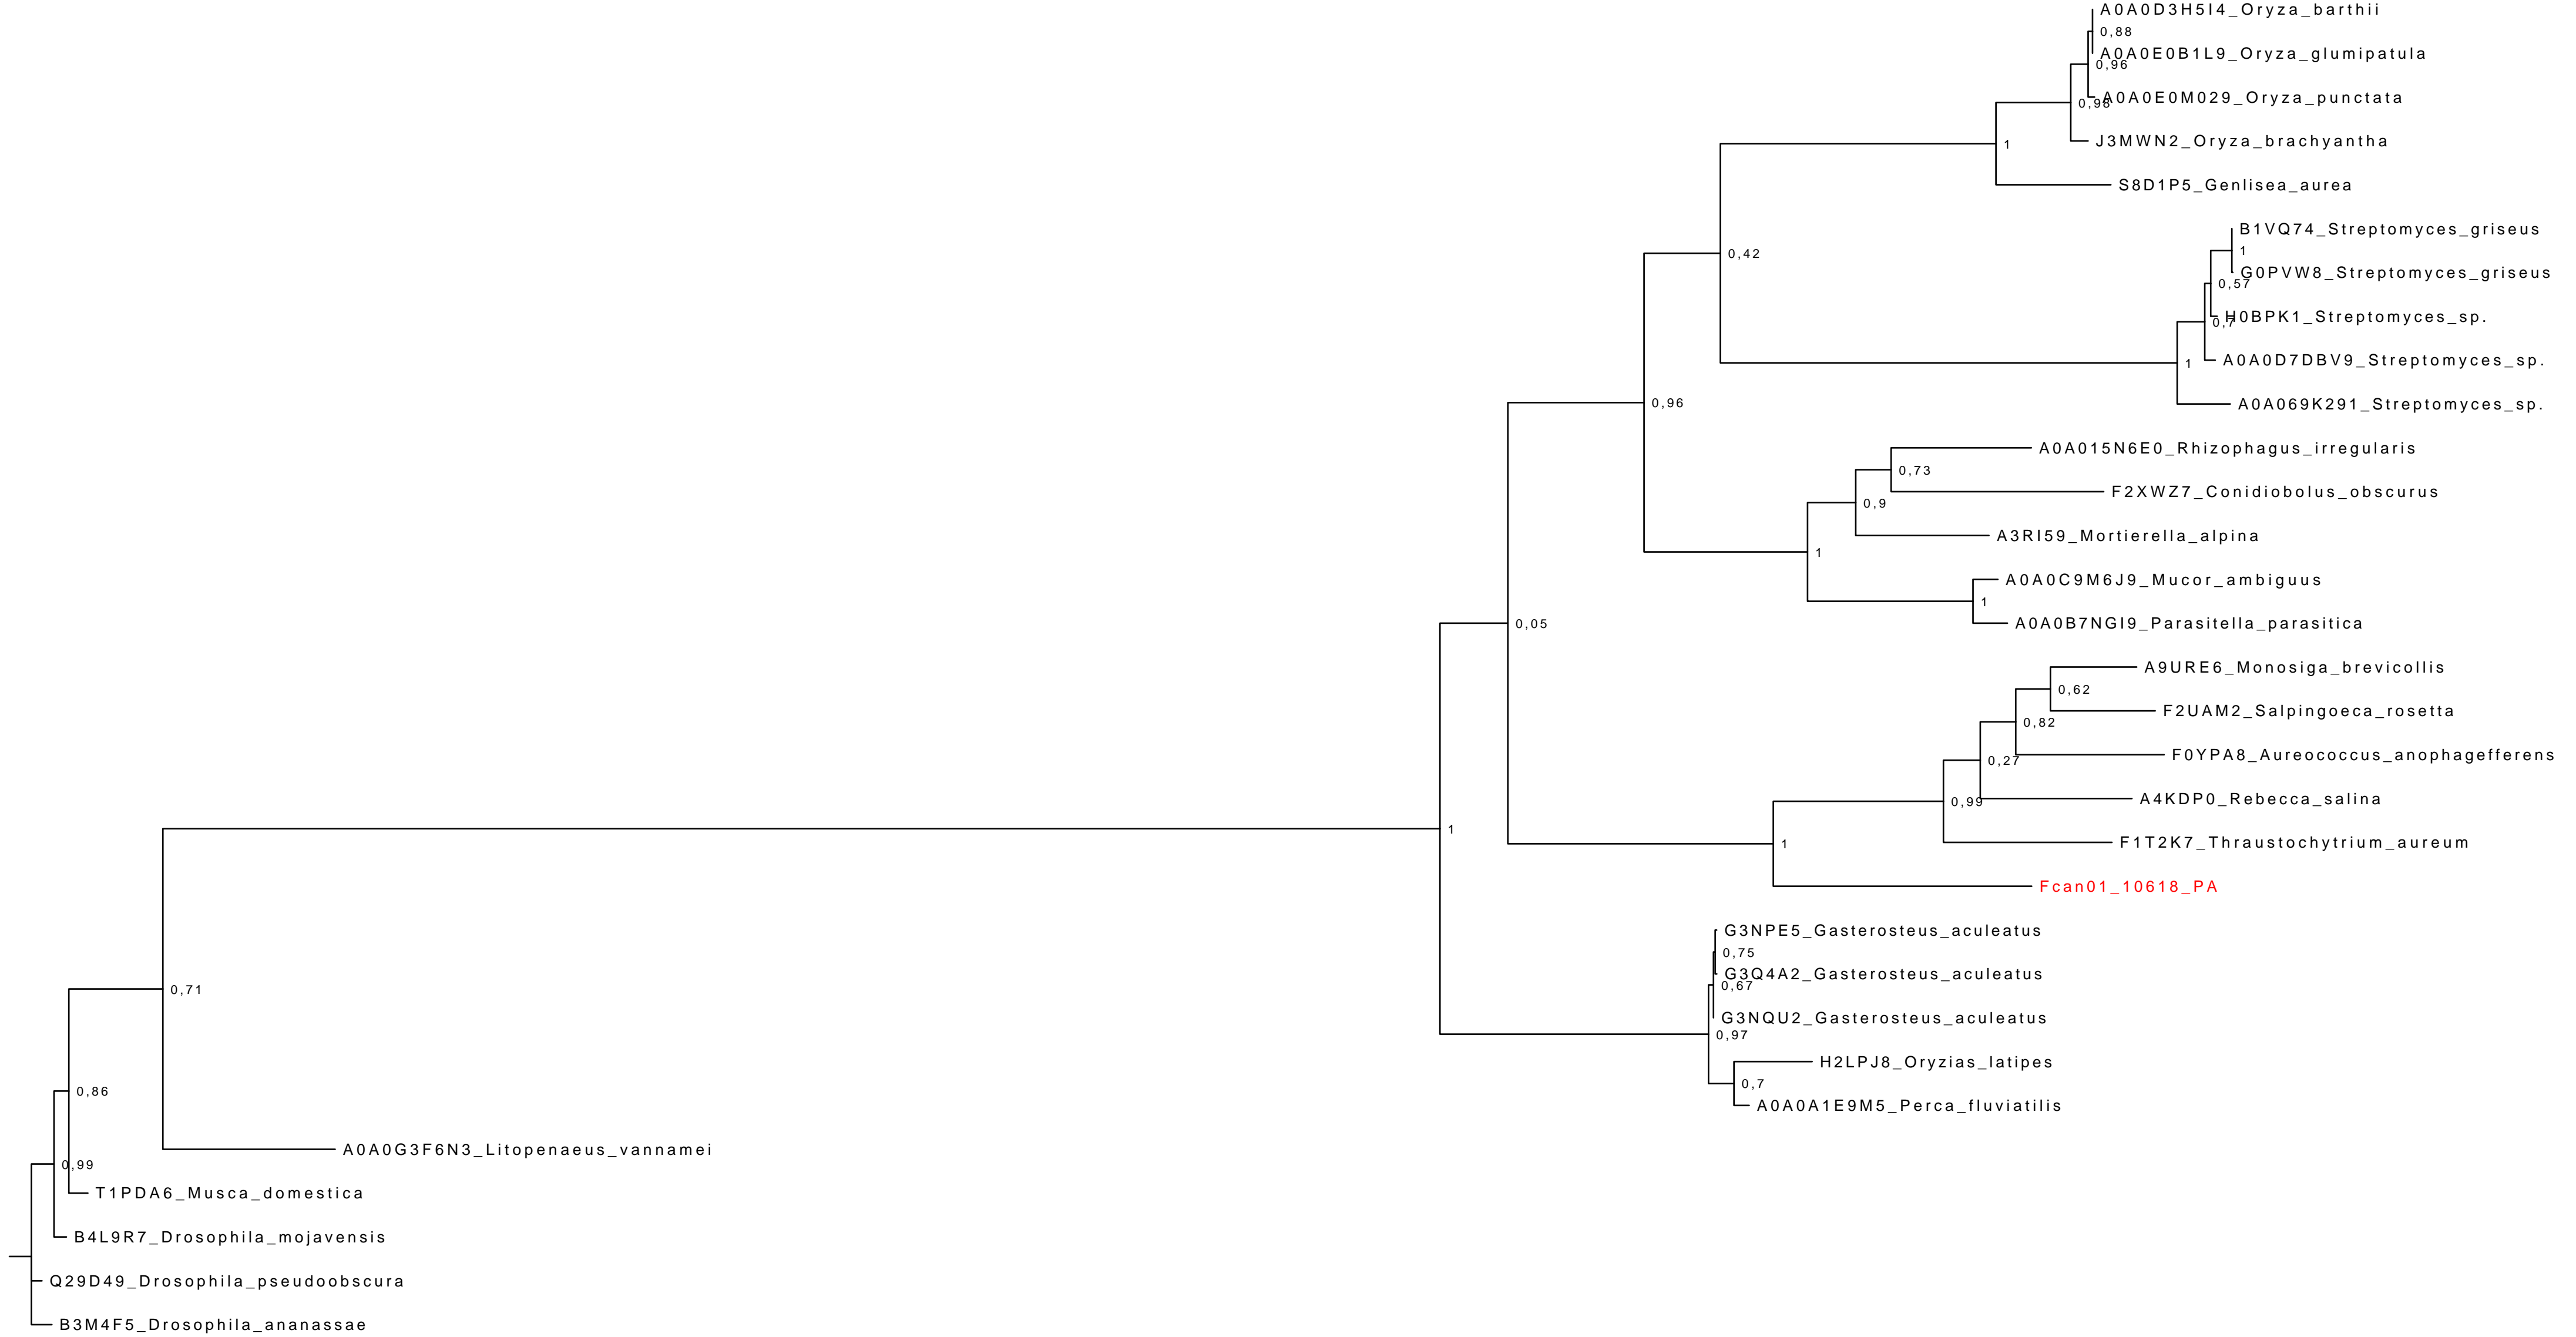 A0A0D3H5I4_Oryza_barthii
0,88
A0A0E0B1L9_Oryza_glumipatula
0,96
A0A0E0M029_Oryza_punctata
0,98
J3MWN2_Oryza_brachyantha
1
S8D1P5_Genlisea_aurea
B1VQ74_Streptomyces_griseus
1
0,42
G0PVW8_Streptomyces_griseus
0,57
H0BPK1_Streptomyces_sp.
0,7
A0A0D7DBV9_Streptomyces_sp.
1
0,96
A0A069K291_Streptomyces_sp.
A0A015N6E0_Rhizophagus_irregularis
0,73
F2XWZ7_Conidiobolus_obscurus
0,9
A3RI59_Mortierella_alpina
1
A0A0C9M6J9_Mucor_ambiguus
1
0,05
A0A0B7NGI9_Parasitella_parasitica
A9URE6_Monosiga_brevicollis
0,62
F2UAM2_Salpingoeca_rosetta
0,82
F0YPA8_Aureococcus_anophagefferens
0,27
A4KDP0_Rebecca_salina
0,99
1
F1T2K7_Thraustochytrium_aureum
1
Fcan01_10618_PA
G3NPE5_Gasterosteus_aculeatus
0,75
G3Q4A2_Gasterosteus_aculeatus
0,67
0,71
G3NQU2_Gasterosteus_aculeatus
0,97
H2LPJ8_Oryzias_latipes
0,7
0,86
A0A0A1E9M5_Perca_fluviatilis
A0A0G3F6N3_Litopenaeus_vannamei
0,99
T1PDA6_Musca_domestica
B4L9R7_Drosophila_mojavensis
Q29D49_Drosophila_pseudoobscura
B3M4F5_Drosophila_ananassae